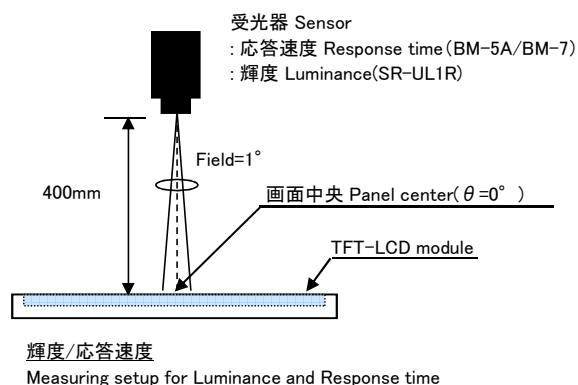 受光器 Sensor
: 応答速度 Response time(BM-5A/BM-7)
: 輝度 Luminance(SR-UL1R)
Field=1°
400mm
画面中央 Panel center(θ=0° )
TFT-LCD module
輝度/応答速度
Measuring setup for Luminance and Response time